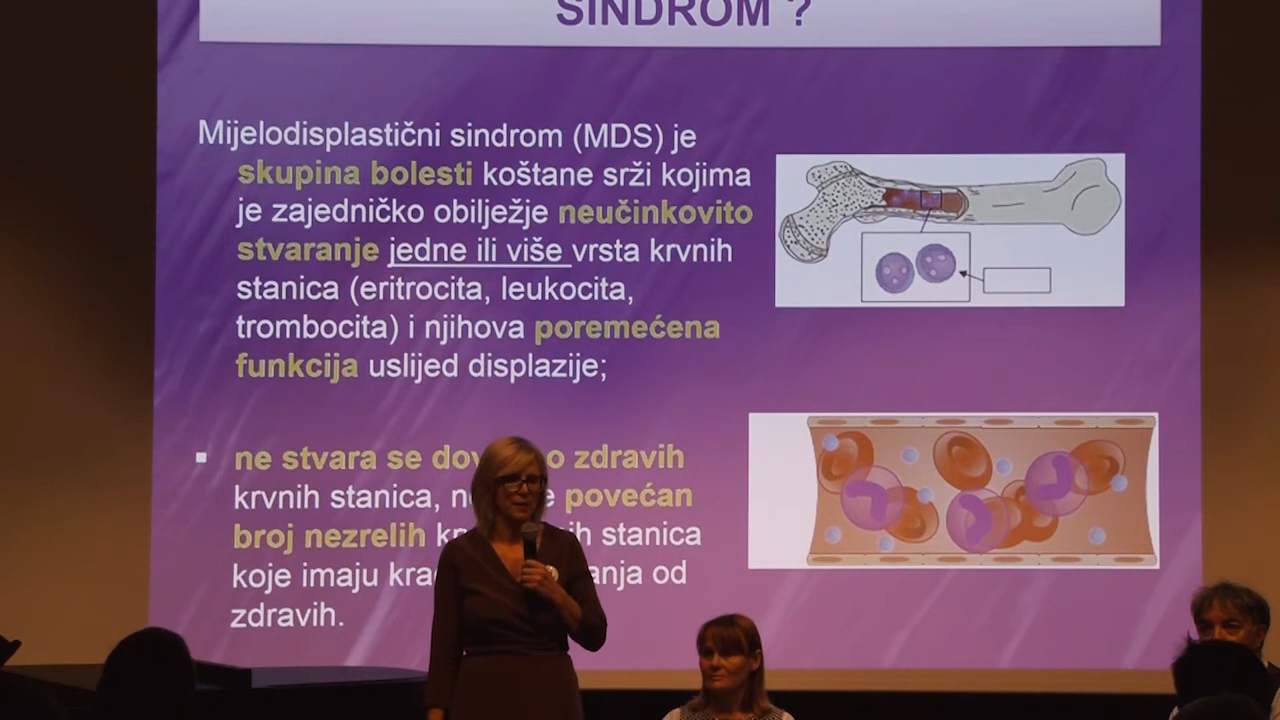 SINDROM ?
Mijelodisplastični sindrom (MDS) je
skupina bolesti koštane srži kojima
je zajedničko obilježje neučinkovito
stvaranje jedne ili više vrsta krvnih
stanica (eritrocita, leukocita,
trombocita) i njihova poremećena
funkcija uslijed displazije;
▪ ne stvara se zdravih
krvnih stanica, povećan
broj nezrelih stanica
koje imaju od
zdravih.